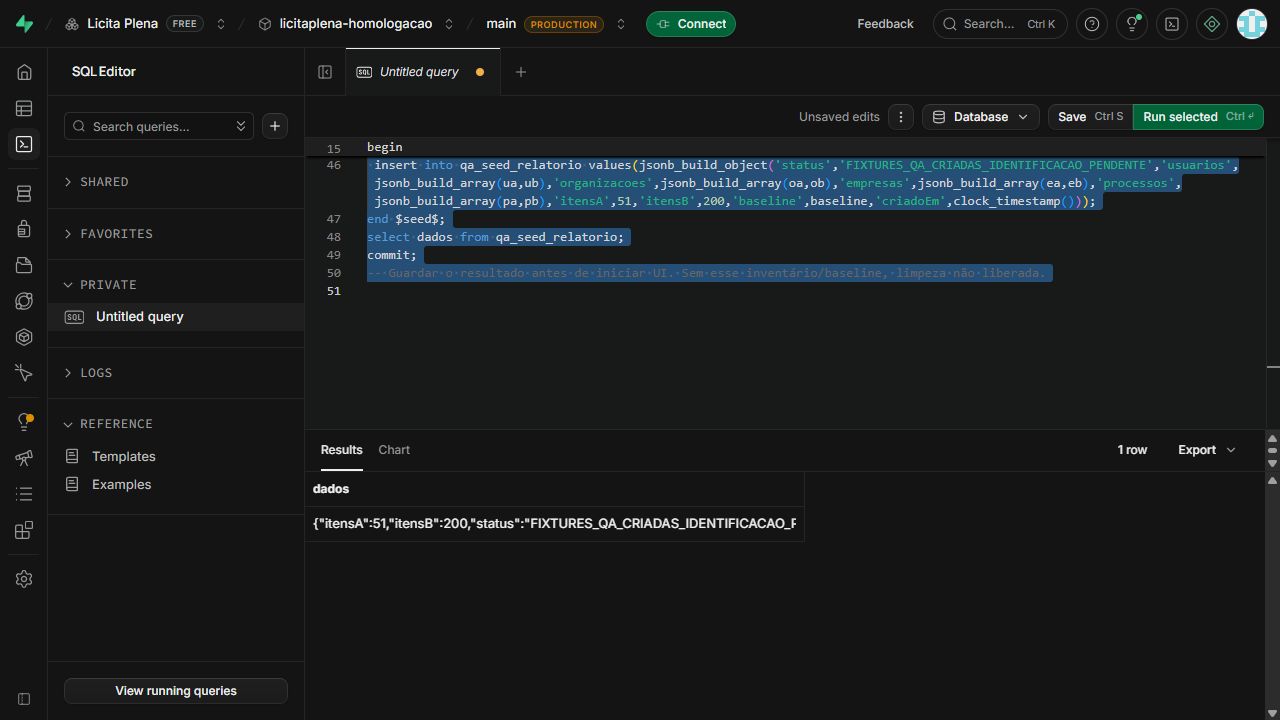 Licita Plena FREE
licitaplena-homologacao
main PRODUCTION
Connect
Feedback
Search... Ctrl K
SQL Editor
SQL Untitled query
Search queries...
Unsaved edits
Database
Save Ctrl S
Run selected Ctrl ⏎
SHARED
FAVORITES
PRIVATE
SQL Untitled query
LOGS
REFERENCE
Templates
Examples
View running queries
15 begin
46 insert into qa_seed_relatorio values(jsonb_build_object('status','FIXTURES_QA_CRIADAS_IDENTIFICACAO_PENDENTE','usuarios',
jsonb_build_array(ua,ub),'organizacoes',jsonb_build_array(oa,ob),'empresas',jsonb_build_array(ea,eb),'processos',
jsonb_build_array(pa,pb),'itensA',51,'itensB',200,'baseline',baseline,'criadoEm',clock_timestamp()));
47 end $seed$;
48 select dados from qa_seed_relatorio;
49 commit;
50 -- Guardar o resultado antes de iniciar UI. Sem esse inventário/baseline, limpeza não liberada.
51
Results
Chart
1 row
Export
dados
{"itensA":51,"itensB":200,"status":"FIXTURES_QA_CRIADAS_IDENTIFICACAO_P